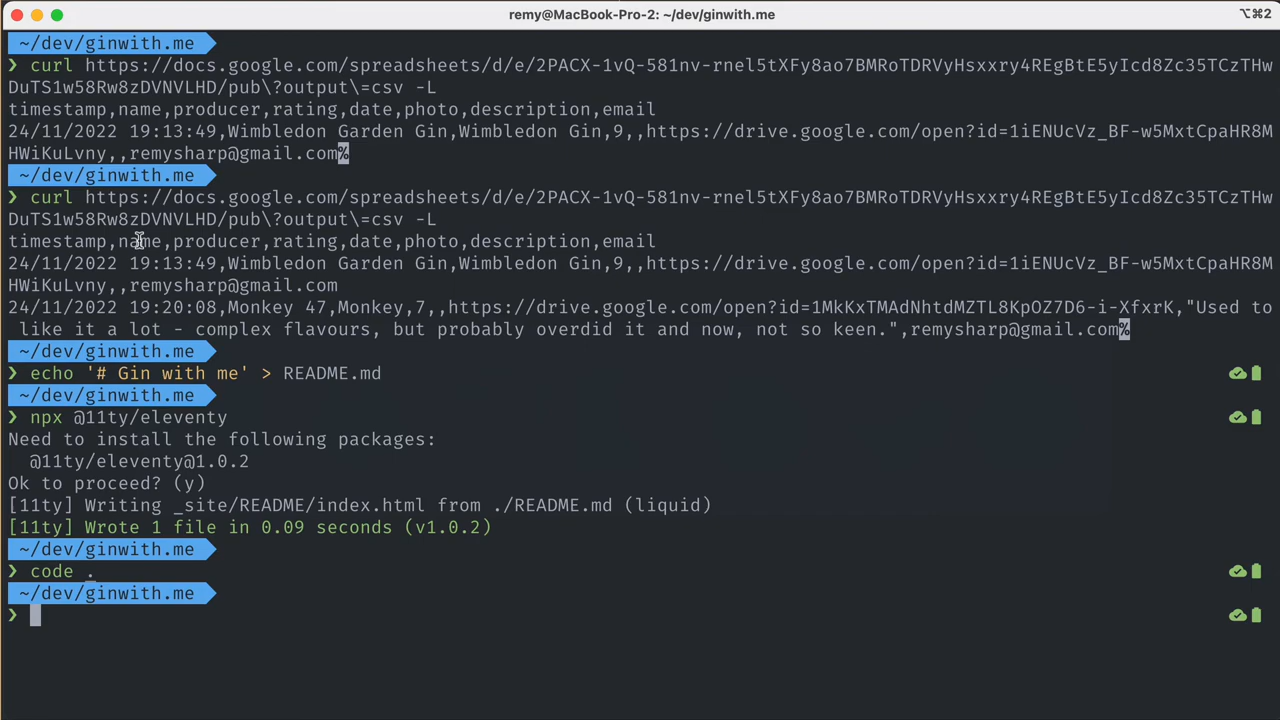 remy@MacBook-Pro-2: ~/dev/ginwith.me
⌥⌘2
~/dev/ginwith.me
❯ curl https://docs.google.com/spreadsheets/d/e/2PACX-1vQ-581nv-rnel5tXFy8ao7BMRoTDRVyHsxxry4REgBtE5yIcd8Zc35TCzTHw
DuTS1w58Rw8zDVNVLHD/pub\?output\=csv -L
timestamp,name,producer,rating,date,photo,description,email
24/11/2022 19:13:49,Wimbledon Garden Gin,Wimbledon Gin,9,,https://drive.google.com/open?id=1iENUcVz_BF-w5MxtCpaHR8M
HWiKuLvny,,remysharp@gmail.com%
~/dev/ginwith.me
❯ curl https://docs.google.com/spreadsheets/d/e/2PACX-1vQ-581nv-rnel5tXFy8ao7BMRoTDRVyHsxxry4REgBtE5yIcd8Zc35TCzTHw
DuTS1w58Rw8zDVNVLHD/pub\?output\=csv -L
timestamp,name,producer,rating,date,photo,description,email
24/11/2022 19:13:49,Wimbledon Garden Gin,Wimbledon Gin,9,,https://drive.google.com/open?id=1iENUcVz_BF-w5MxtCpaHR8M
HWiKuLvny,,remysharp@gmail.com
24/11/2022 19:20:08,Monkey 47,Monkey,7,,https://drive.google.com/open?id=1MkKxTMAdNhtdMZTL8KpOZ7D6-i-XfxrK,"Used to
like it a lot - complex flavours, but probably overdid it and now, not so keen.",remysharp@gmail.com%
~/dev/ginwith.me
❯ echo '# Gin with me' > README.md
~/dev/ginwith.me
❯ npx @11ty/eleventy
Need to install the following packages:
@11ty/eleventy@1.0.2
Ok to proceed? (y)
[11ty] Writing _site/README/index.html from ./README.md (liquid)
[11ty] Wrote 1 file in 0.09 seconds (v1.0.2)
~/dev/ginwith.me
❯ code .
~/dev/ginwith.me
❯